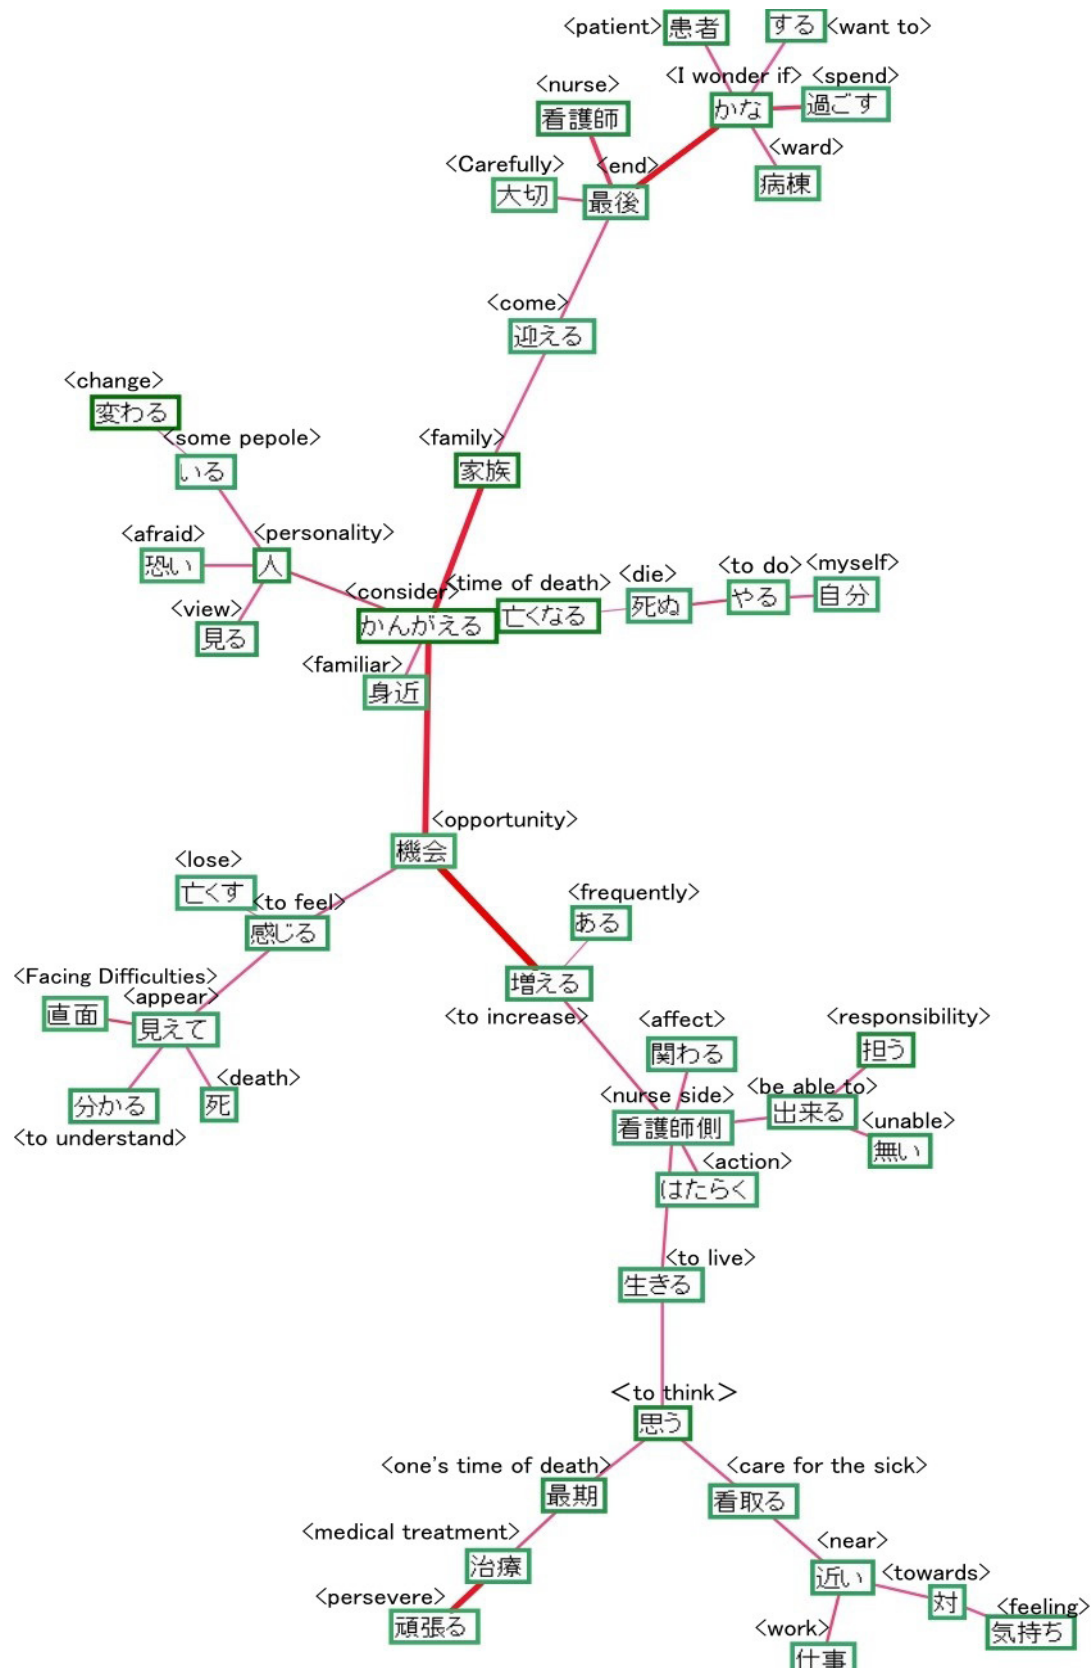 <patient>
患者
する
<want to>
<I wonder if>
かな
<spend>
過ごす
<nurse>
看護師
<ward>
病棟
<Carefully>
大切
<end>
最後
<come>
迎える
<change>
変わる
<some pepole>
いる
<family>
家族
<afraid>
恐い
<personality>
人
<view>
見る
<consider>
かんがえる
<time of death>
亡くなる
<die>
死ぬ
<to do>
やる
<myself>
自分
<familiar>
身近
<opportunity>
機会
<lose>
亡くす
<to feel>
感じる
<frequently>
ある
増える
<to increase>
<Facing Difficulties>
直面
<appear>
見えて
分かる
<to understand>
<death>
死
<affect>
関わる
<responsibility>
担う
<nurse side>
看護師側
<be able to>
出来る
<unable>
無い
<action>
はたらく
<to live>
生きる
<to think>
思う
<one's time of death>
最期
<care for the sick>
看取る
<medical treatment>
治療
<persevere>
頑張る
<near>
近い
<towards>
対
<feeling>
気持ち
<work>
仕事